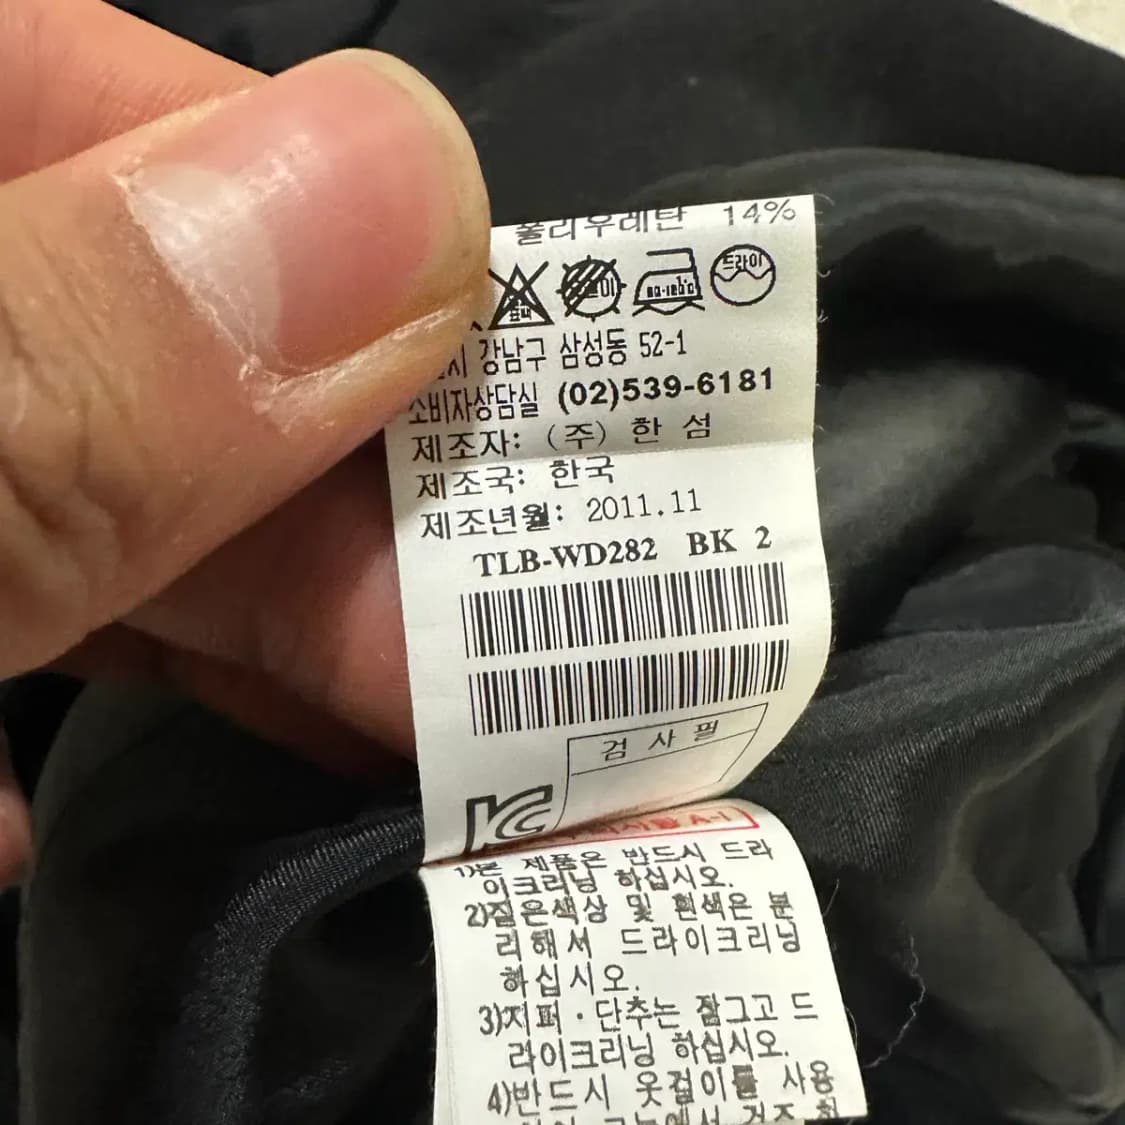 폴리우레탄 14%
표백
드라이
80-120℃
강남구 삼성동 52-1
소비자상담실 (02)539-6181
제조자: (주) 한 섬
제조국: 한국
제조년월: 2011.11
TLB-WD282 BK 2
검 사 필
KC
A-1
1)본 제품은 반드시 드라
이크리닝 하십시오.
2)짙은색상 및 흰색은 분
리해서 드라이크리닝
하십시오.
3)지퍼·단추는 잠그고 드
라이크리닝 하십시오.
4)반드시 옷걸이를 사용